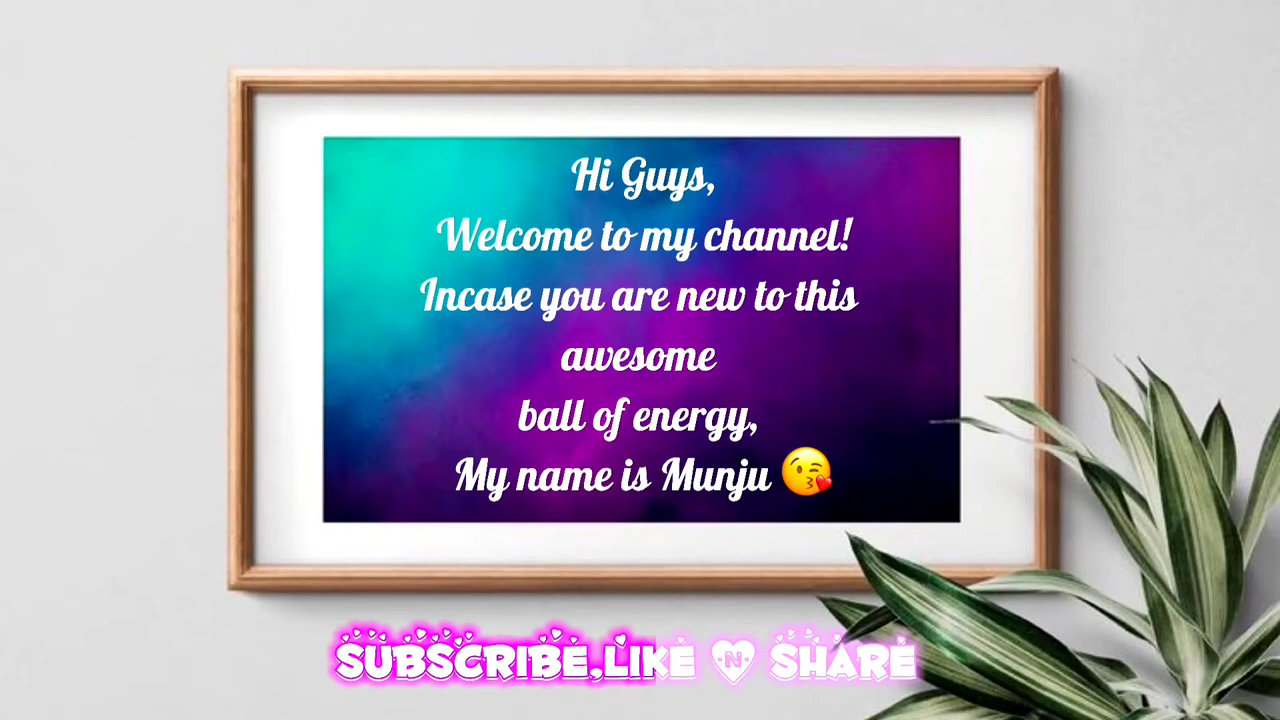 Hi Guys,
Welcome to my channel!
Incase you are new to this
awesome
ball of energy,
My name is Munju 😘
SUBSCRIBE,LIKE N SHARE